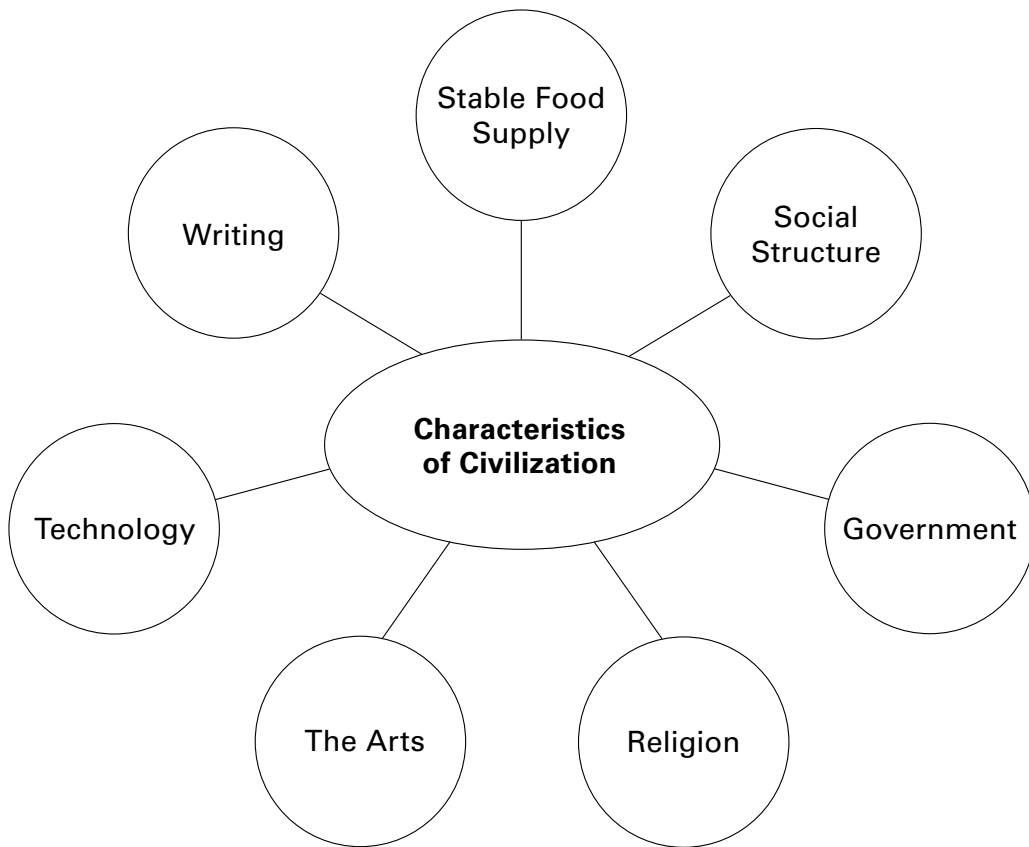 Stable Food
Supply
Social
Structure
Writing
Characteristics
of Civilization
Technology
Government
The Arts
Religion